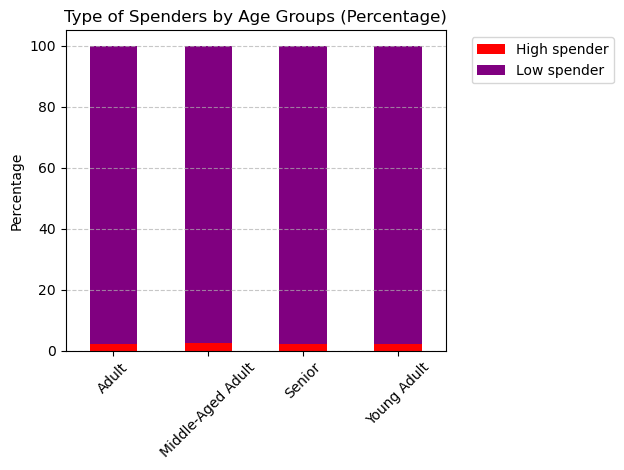 Type of Spenders by Age Groups (Percentage)
High spender
Low spender
Percentage
100
80
60
40
20
0
Adult
Middle-Aged Adult
Senior
Young Adult